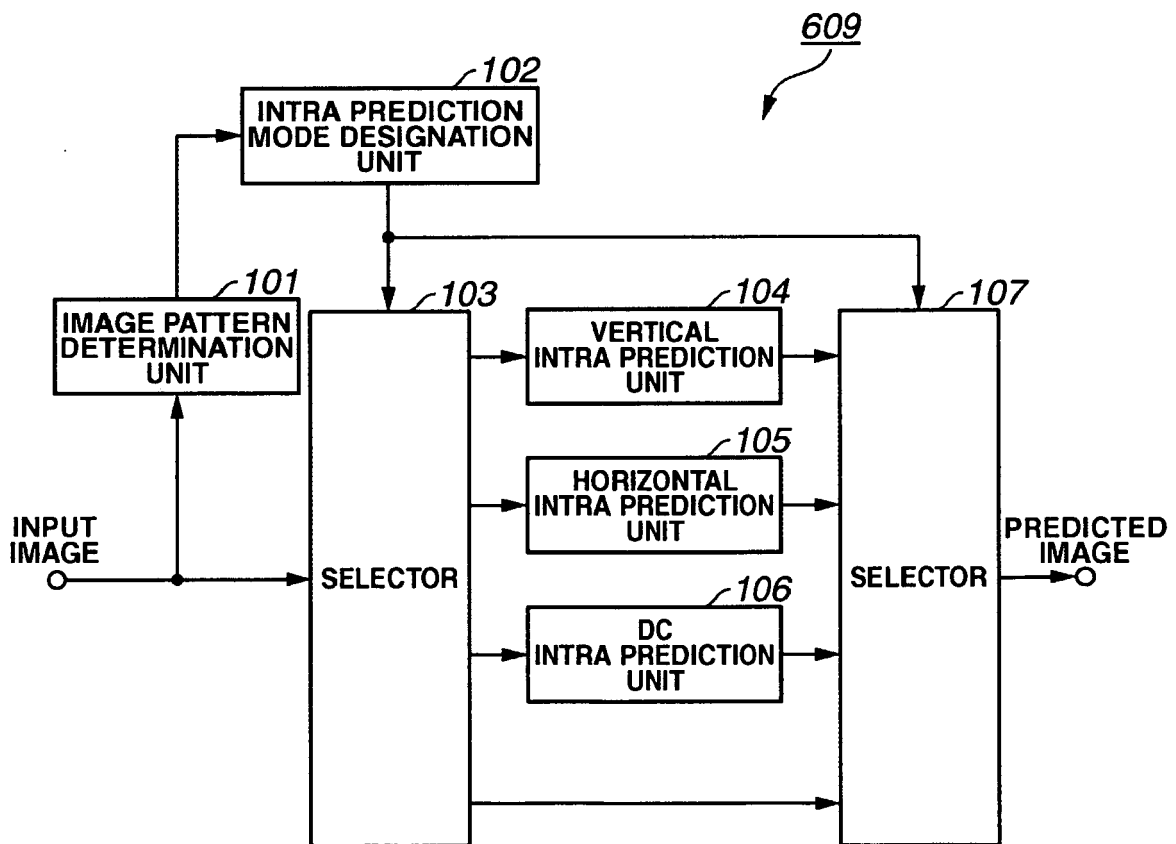 609
102
INTRA PREDICTION
MODE DESIGNATION
UNIT
101
IMAGE PATTERN
DETERMINATION
UNIT
103
SELECTOR
104
VERTICAL
INTRA PREDICTION
UNIT
105
HORIZONTAL
INTRA PREDICTION
UNIT
106
DC
INTRA PREDICTION
UNIT
107
SELECTOR
INPUT
IMAGE
PREDICTED
IMAGE